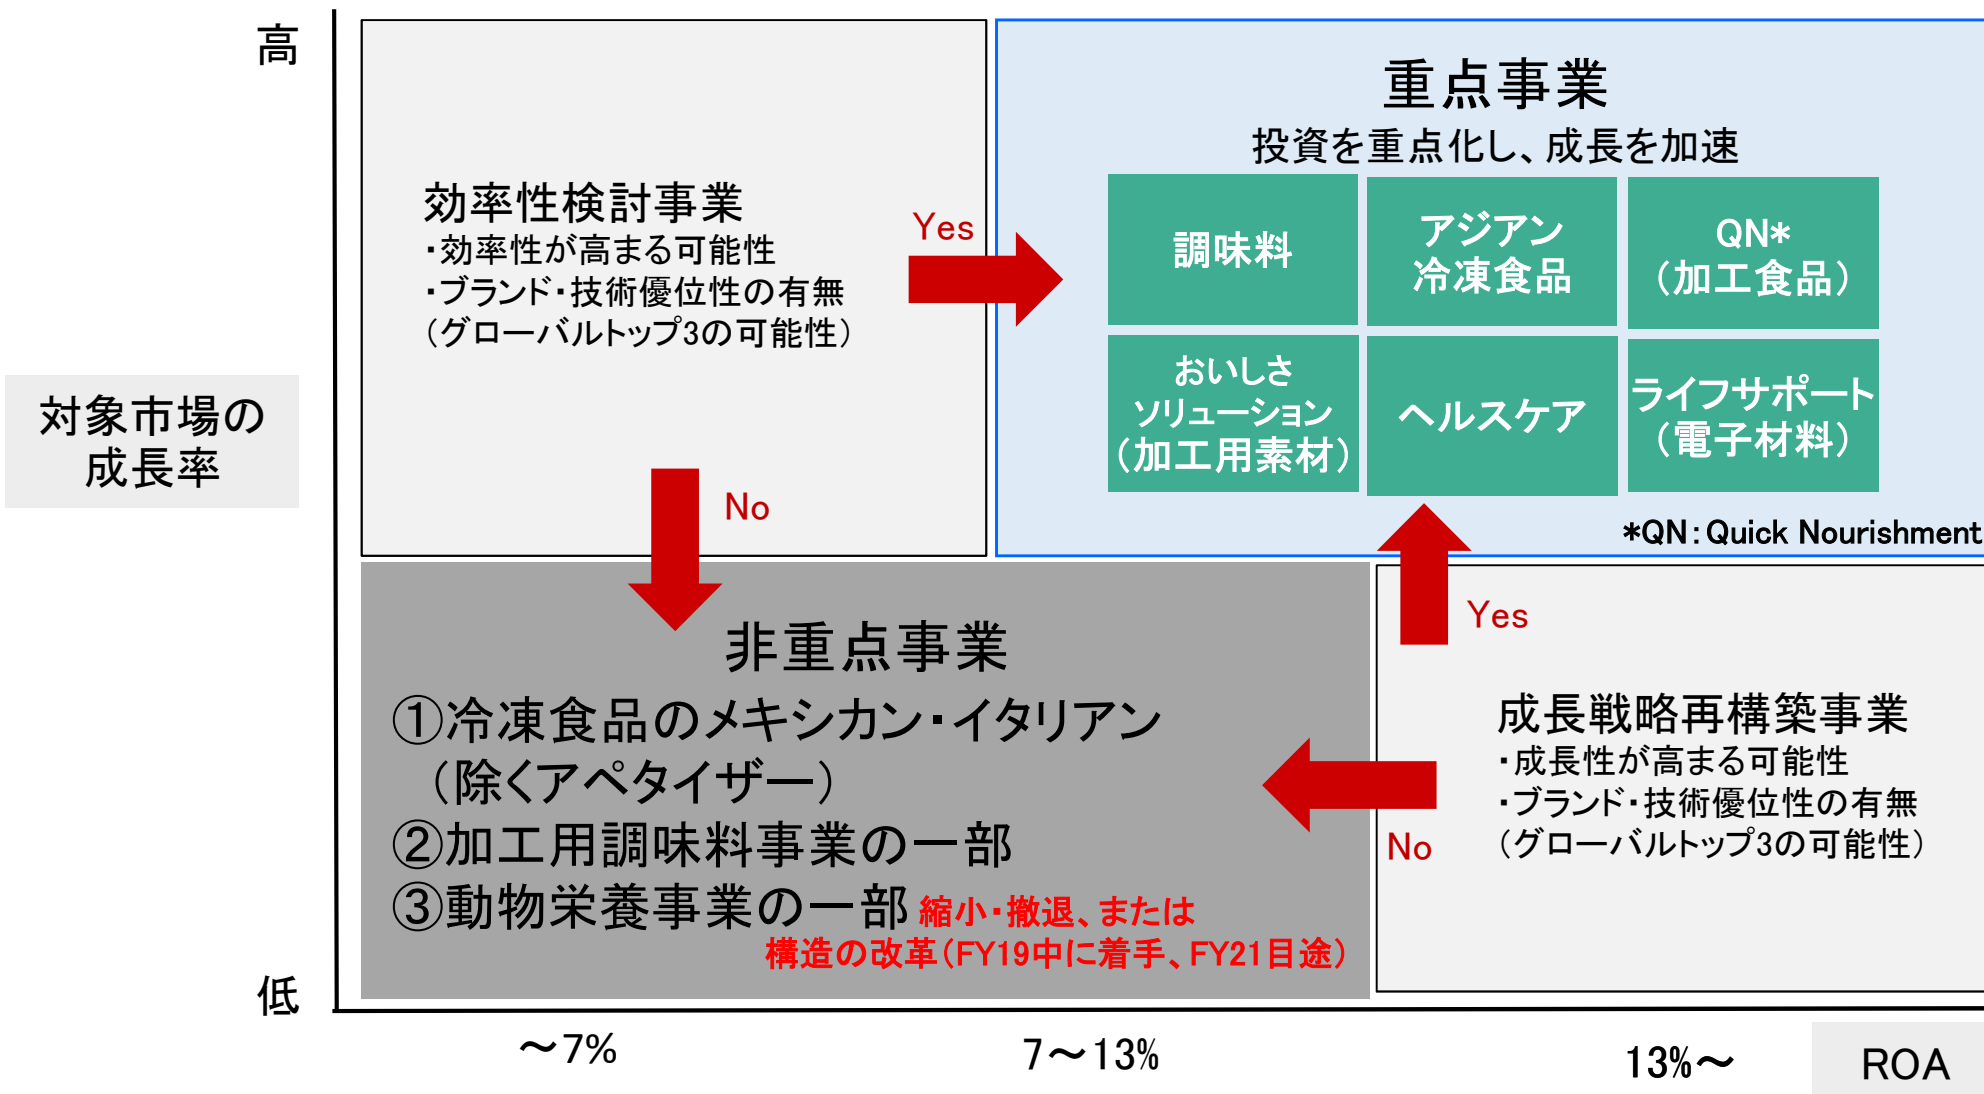 高
対象市場の
成長率
低
効率性検討事業
・効率性が高まる可能性
・ブランド・技術優位性の有無
（グローバルトップ3の可能性）
Yes
No
重点事業
投資を重点化し、成長を加速
調味料
アジアン
冷凍食品
QN*
（加工食品）
おいしさ
ソリューション
（加工用素材）
ヘルスケア
ライフサポート
（電子材料）
*QN：Quick Nourishment
非重点事業
①冷凍食品のメキシカン・イタリアン
（除くアペタイザー）
②加工用調味料事業の一部
③動物栄養事業の一部 縮小・撤退、または
構造の改革（FY19中に着手、FY21目途）
Yes
No
成長戦略再構築事業
・成長性が高まる可能性
・ブランド・技術優位性の有無
（グローバルトップ3の可能性）
～7%
7～13%
13%～
ROA